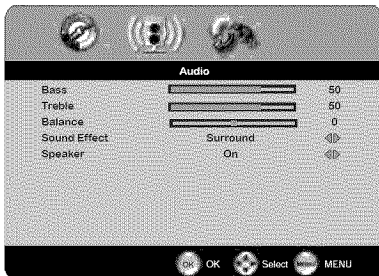 Audio
Bass 50
Treble 50
Balance 0
Sound Effect Surround
Speaker On
OK OK Select MENU MENU